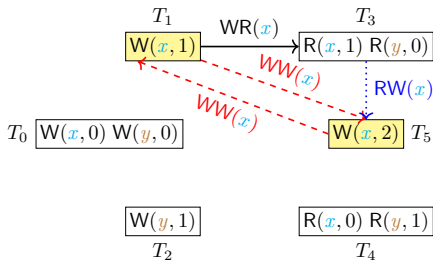 T₁ T₃
W(x, 1) WR(x) R(x, 1) R(y, 0)
WW(x)
WW(x) RW(x)
T₀ W(x, 0) W(y, 0) W(x, 2) T₅
W(y, 1) R(x, 0) R(y, 1)
T₂ T₄